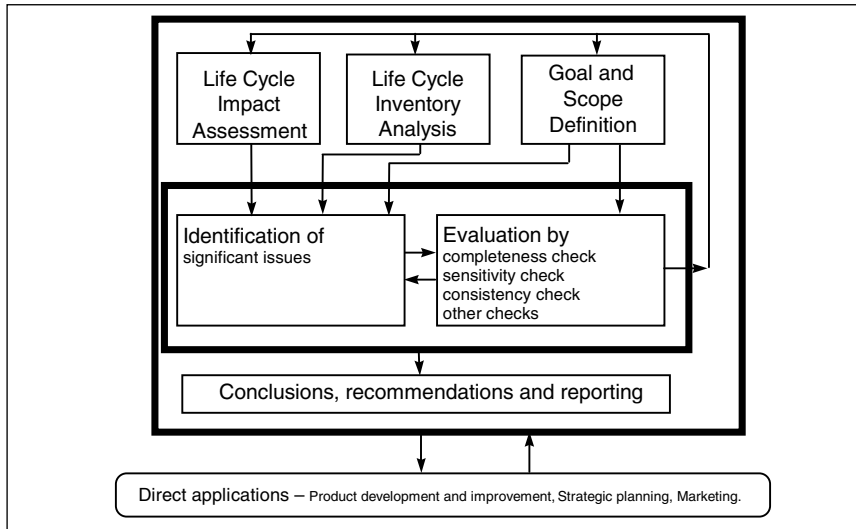 Life Cycle
Impact
Assessment
Life Cycle
Inventory
Analysis
Goal and
Scope
Definition
Identification of
significant issues
Evaluation by
completeness check
sensitivity check
consistency check
other checks
Conclusions, recommendations and reporting
Direct applications – Product development and improvement, Strategic planning, Marketing.